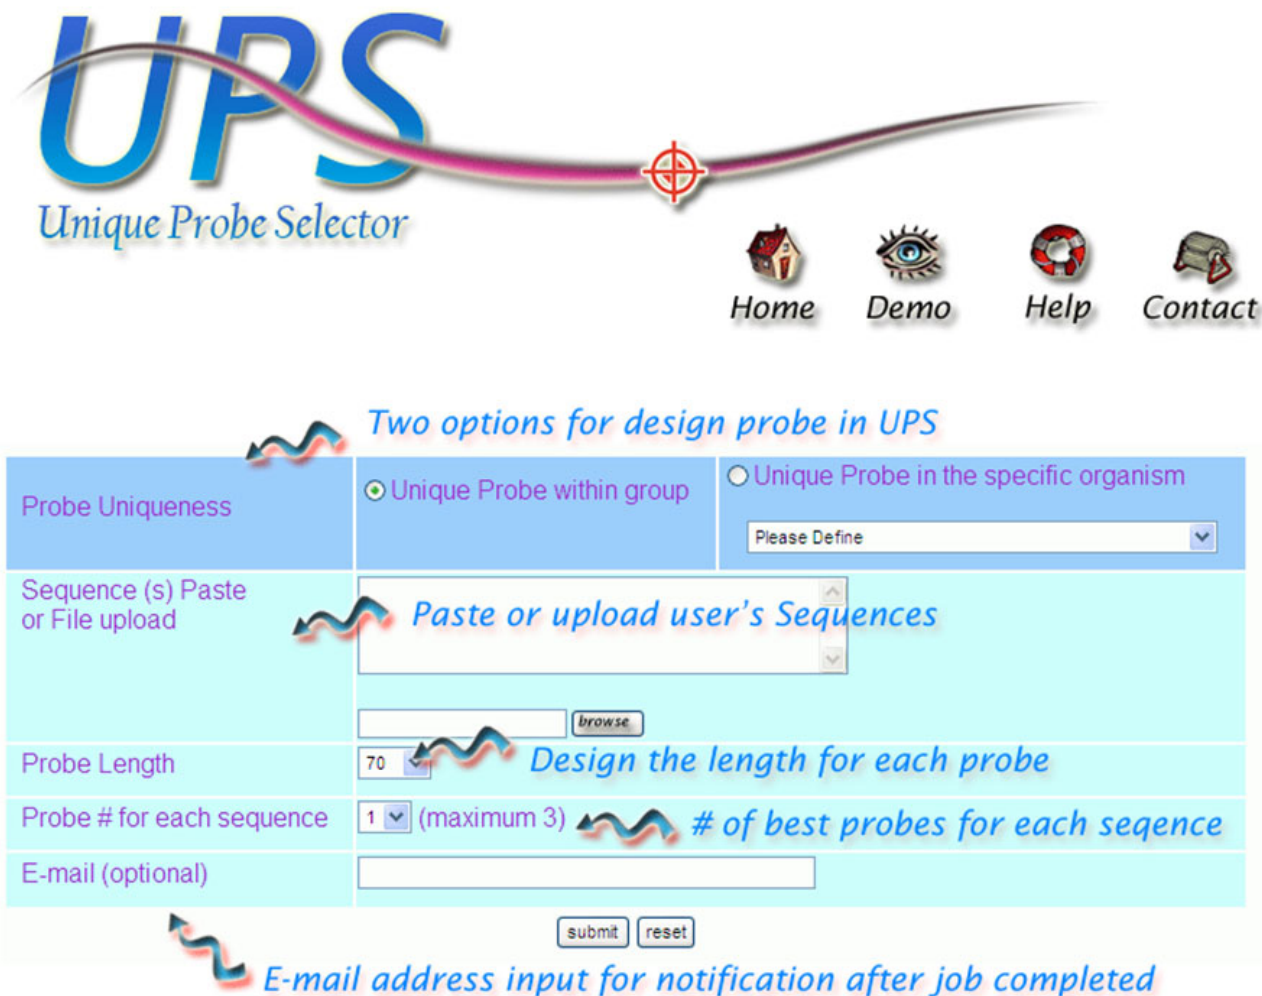 UPS
Unique Probe Selector
Home Demo Help Contact
Two options for design probe in UPS
Probe Uniqueness
Unique Probe within group
Unique Probe in the specific organism
Please Define
Sequence (s) Paste
or File upload
Paste or upload user's Sequences
browse
Probe Length
70
Design the length for each probe
Probe # for each sequence
1 (maximum 3)
# of best probes for each seqence
E-mail (optional)
submit reset
E-mail address input for notification after job completed